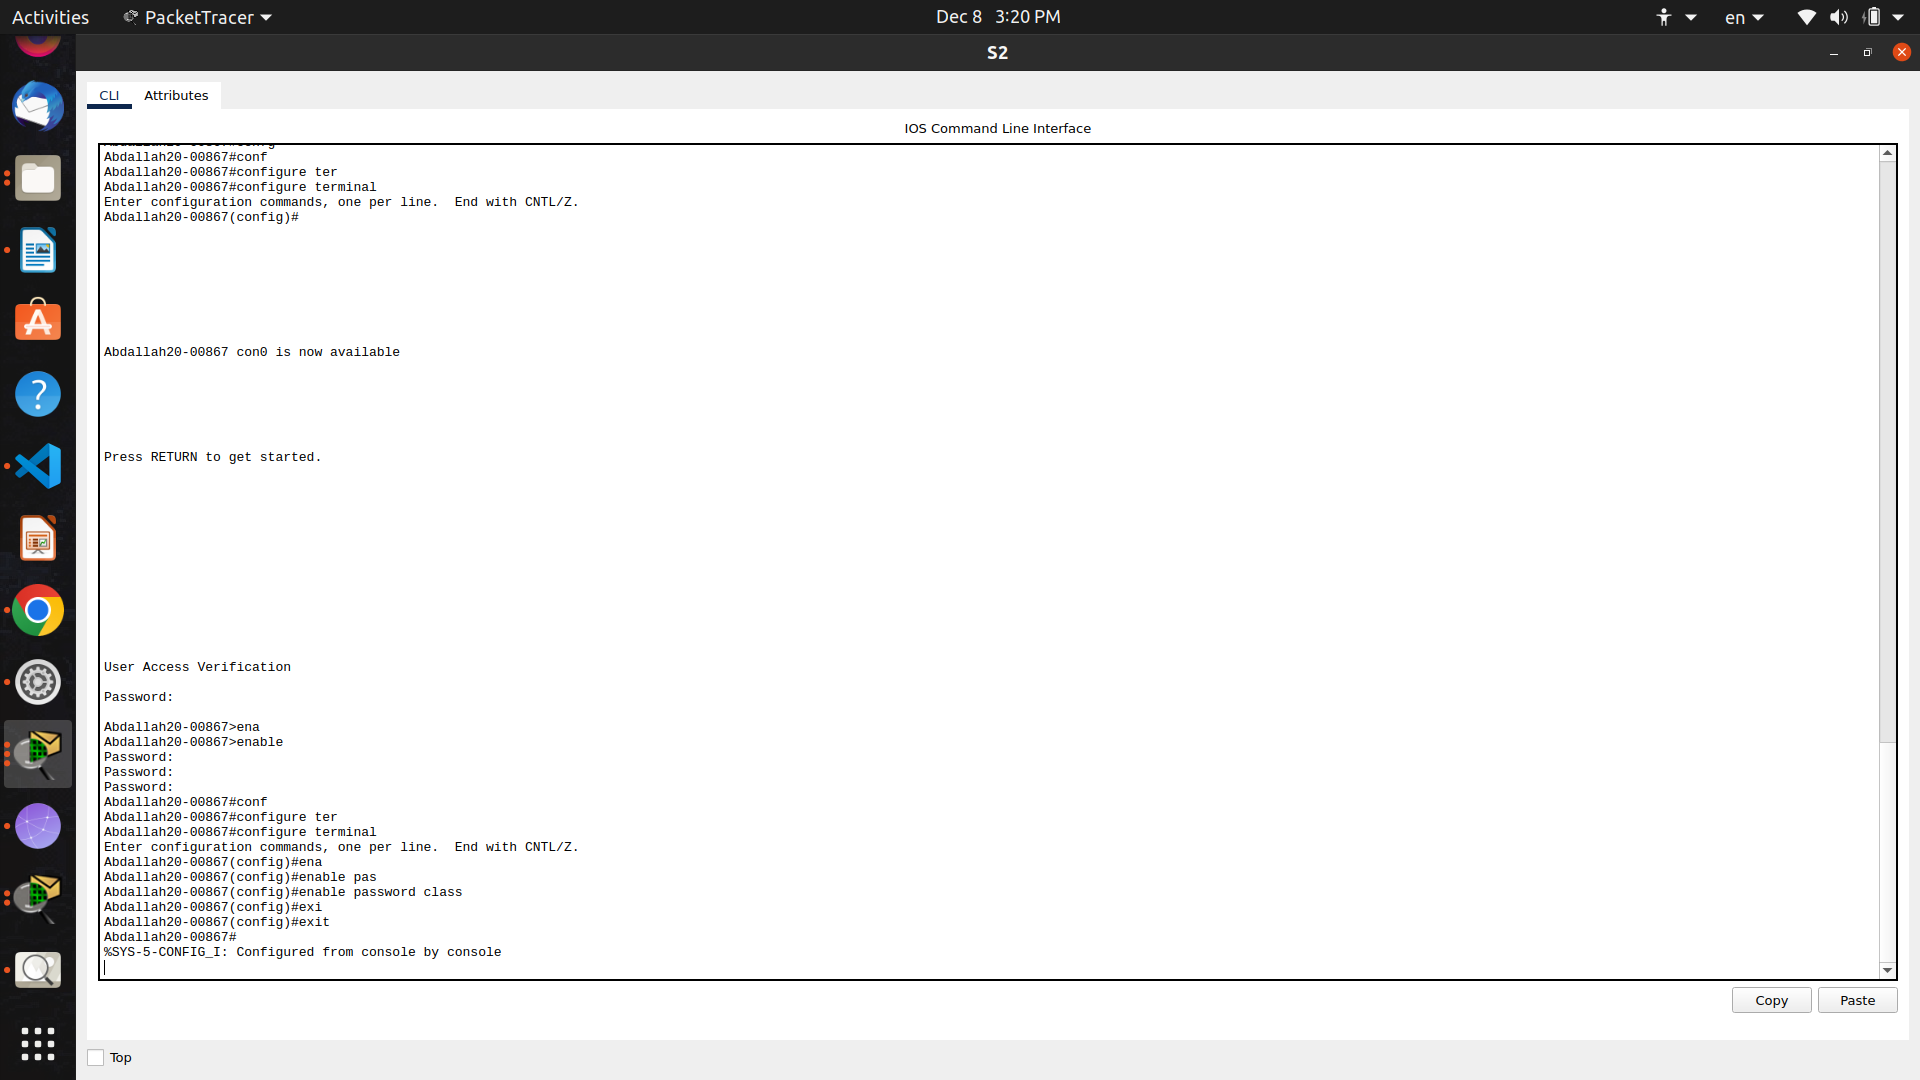 Activities
PacketTracer
Dec 8 3:20 PM
en
S2
CLI
Attributes
IOS Command Line Interface
Abdallah20-00867#conf
Abdallah20-00867#configure ter
Abdallah20-00867#configure terminal
Enter configuration commands, one per line.  End with CNTL/Z.
Abdallah20-00867(config)#
Abdallah20-00867 con0 is now available
Press RETURN to get started.
User Access Verification
Password:
Abdallah20-00867>ena
Abdallah20-00867>enable
Password:
Password:
Password:
Abdallah20-00867#conf
Abdallah20-00867#configure ter
Abdallah20-00867#configure terminal
Enter configuration commands, one per line.  End with CNTL/Z.
Abdallah20-00867(config)#ena
Abdallah20-00867(config)#enable pas
Abdallah20-00867(config)#enable password class
Abdallah20-00867(config)#exi
Abdallah20-00867(config)#exit
Abdallah20-00867#
%SYS-5-CONFIG_I: Configured from console by console
Copy
Paste
Top